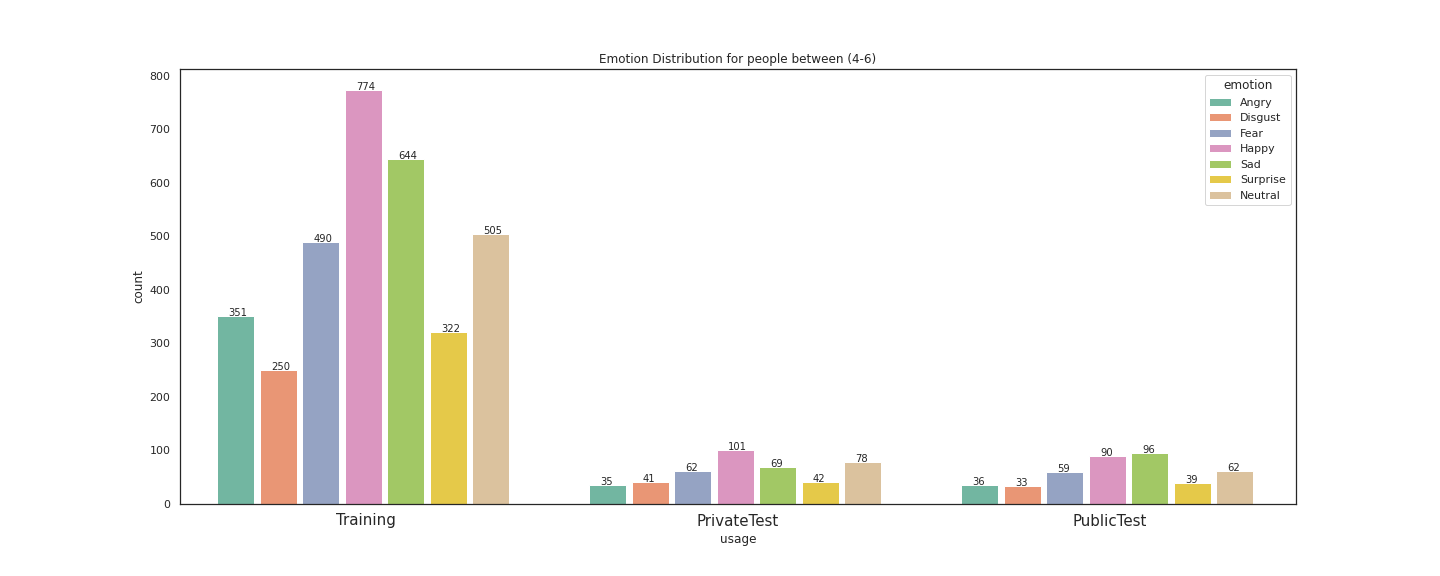 Emotion Distribution for people between (4-6)
800
700
600
500
400
300
200
100
0
count
351
250
490
774
644
322
505
35
41
62
101
69
42
78
36
33
59
90
96
39
62
Training
PrivateTest
PublicTest
usage
emotion
Angry
Disgust
Fear
Happy
Sad
Surprise
Neutral